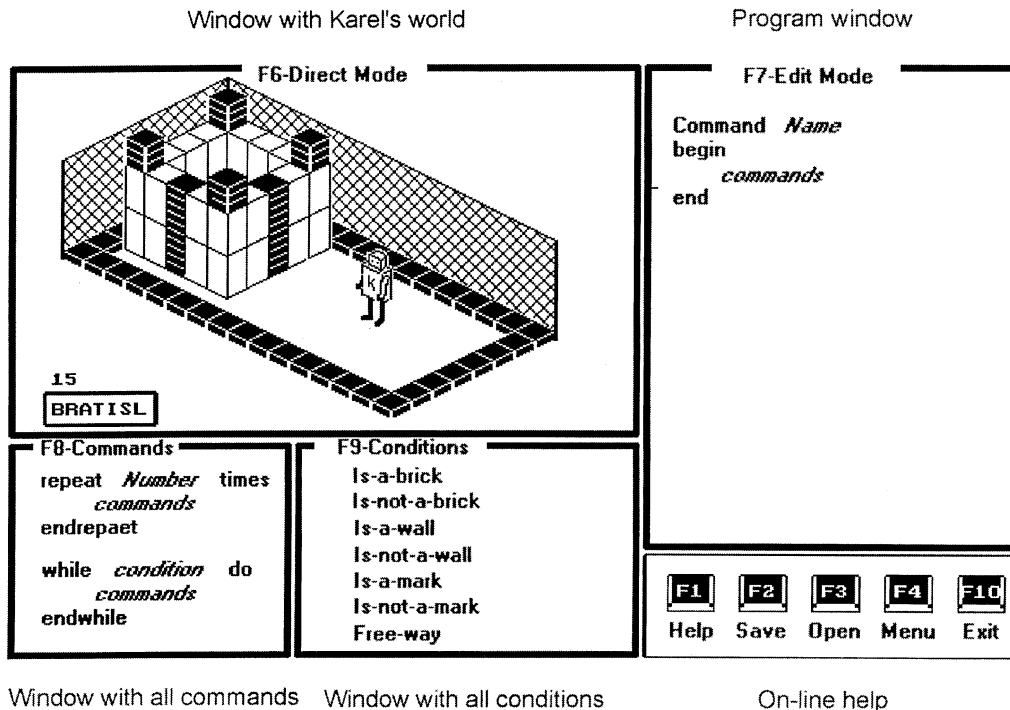 Window with Karel's world
Program window
F6-Direct Mode
K
15
BRATISL
F7-Edit Mode
Command Name
begin
commands
end
F8-Commands
repeat Number times
commands
endrepaet
while condition do
commands
endwhile
F9-Conditions
Is-a-brick
Is-not-a-brick
Is-a-wall
Is-not-a-wall
Is-a-mark
Is-not-a-mark
Free-way
F1 F2 F3 F4 F10
Help Save Open Menu Exit
Window with all commands
Window with all conditions
On-line help